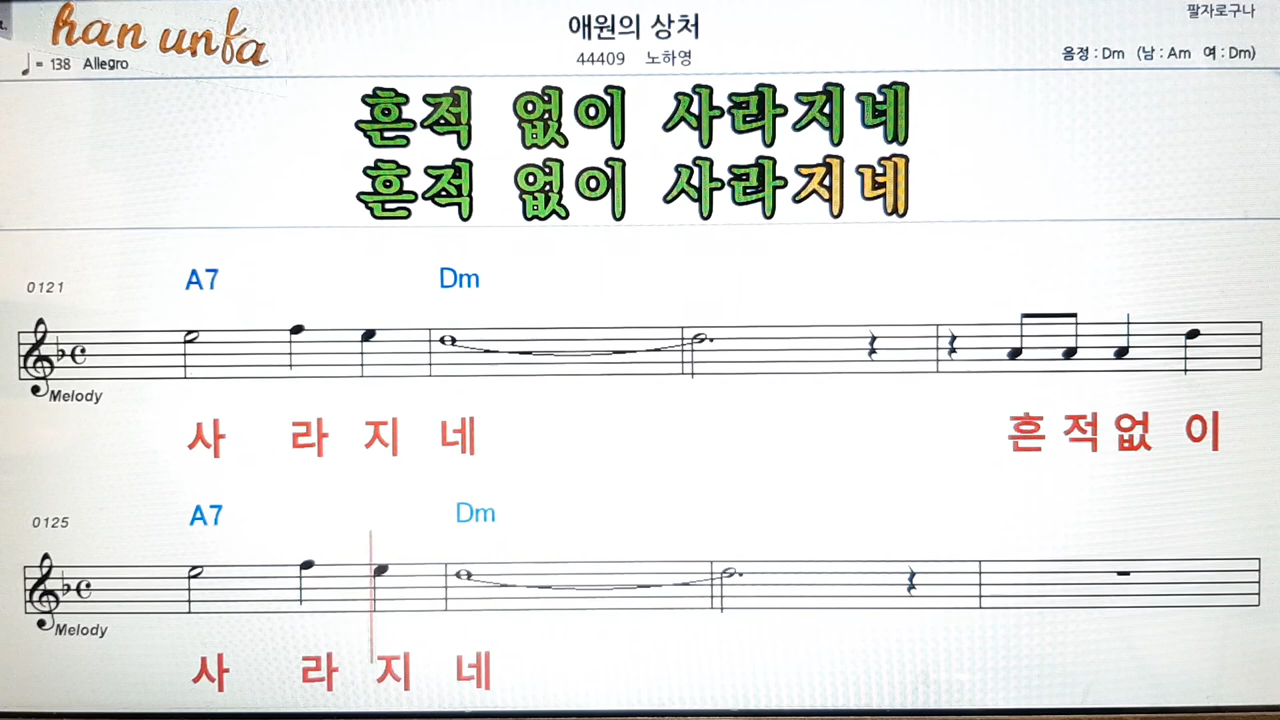 han unfa
애원의 상처
팔자로구나
♩ = 138 Allegro
44409 노하영
음정 : Dm (남 : Am 여 : Dm)
흔적 없이 사라지네
흔적 없이 사라지네
A7 Dm
0121
Melody
사 라 지 네 흔 적 없 이
A7 Dm
0125
Melody
사 라 지 네